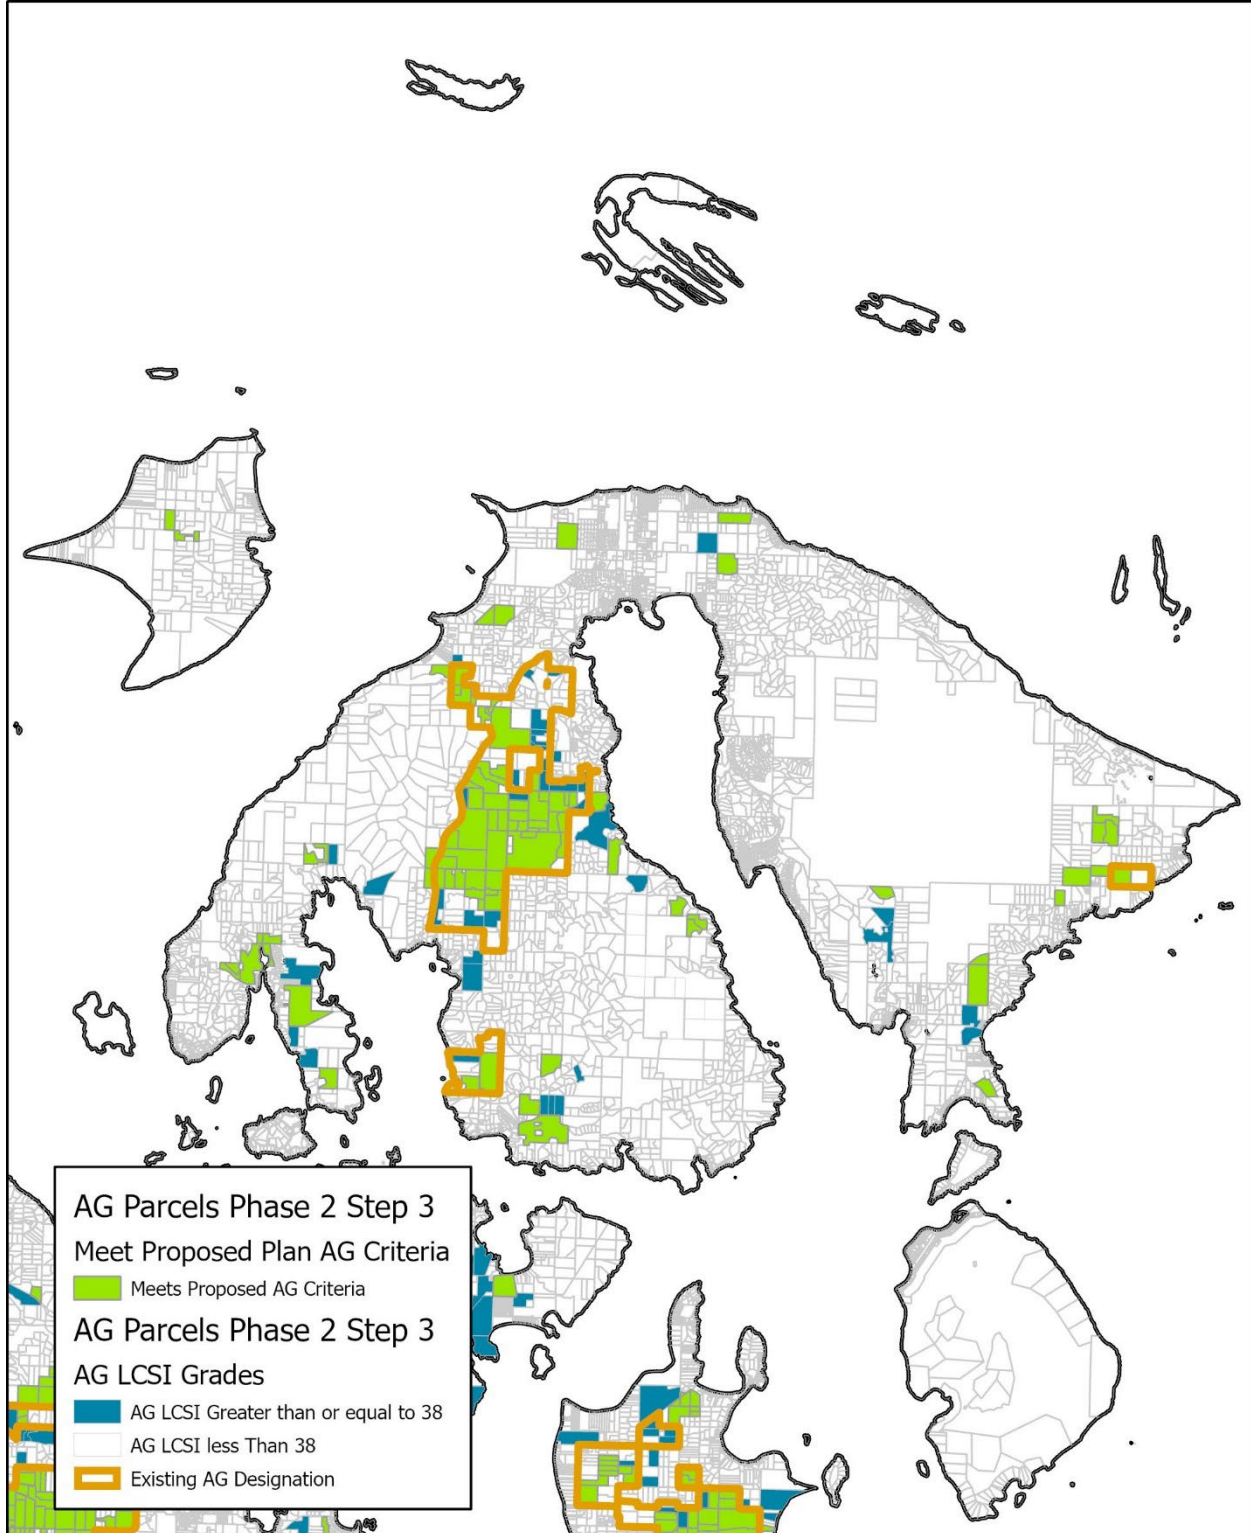 AG Parcels Phase 2 Step 3
Meet Proposed Plan AG Criteria
Meets Proposed AG Criteria
AG Parcels Phase 2 Step 3
AG LCSI Grades
AG LCSI Greater than or equal to 38
AG LCSI less Than 38
Existing AG Designation